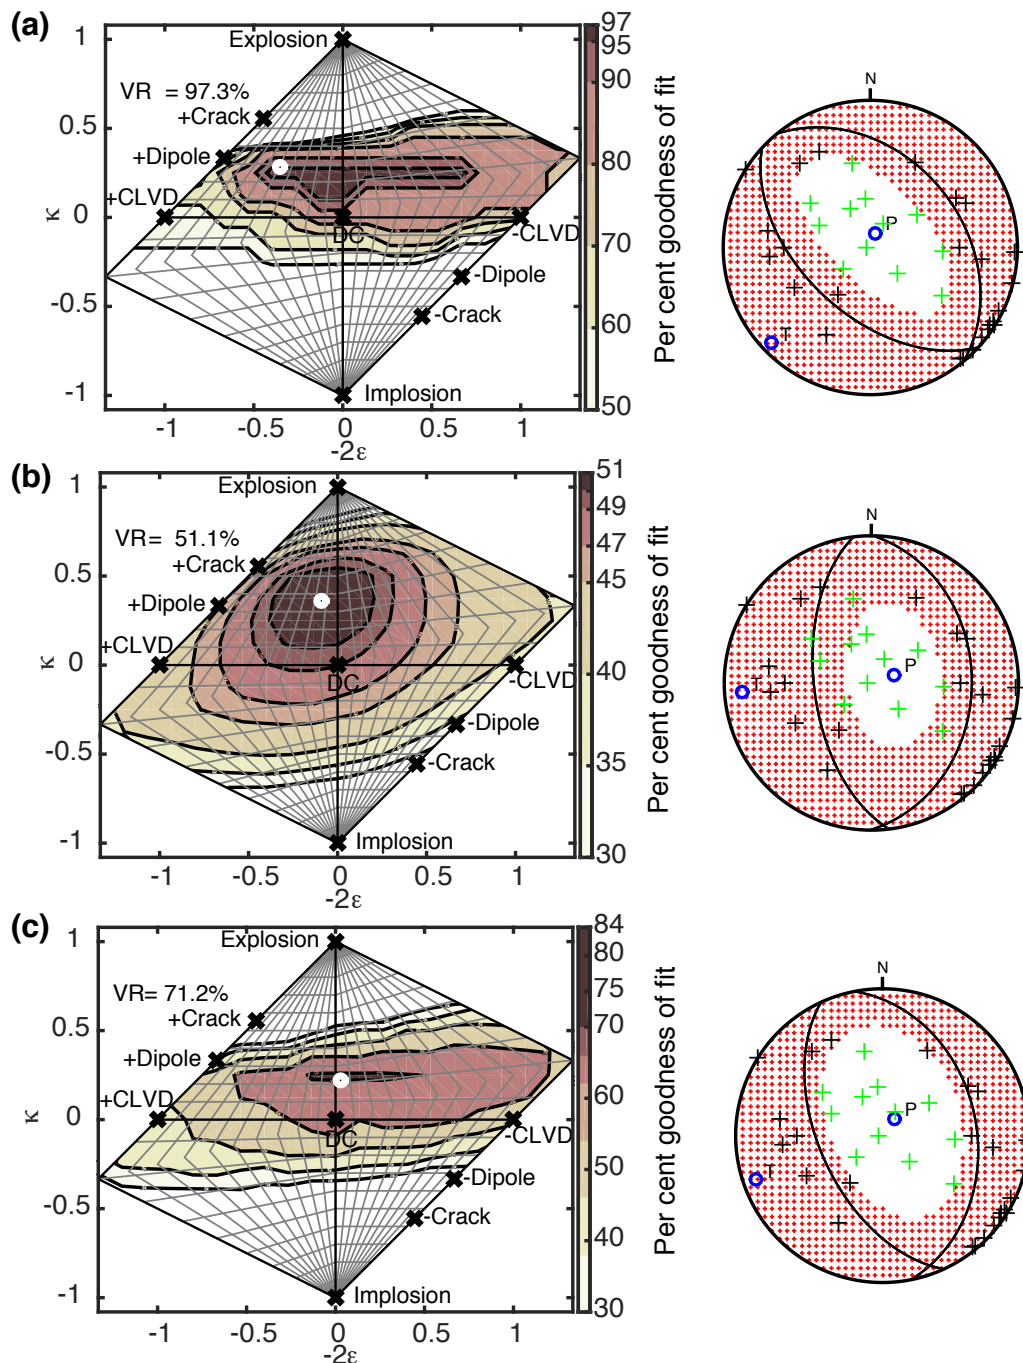 (a)
1
0.5
0
-0.5
-1
κ
Explosion
VR = 97.3%
+Crack
+Dipole
+CLVD
DC
-CLVD
-Dipole
-Crack
Implosion
-1
-0.5
0
0.5
1
-2ε
97
95
90
80
70
60
50
Per cent goodness of fit
N
P
T
(b)
1
0.5
0
-0.5
-1
κ
Explosion
VR= 51.1%
+Crack
+Dipole
+CLVD
DC
-CLVD
-Dipole
-Crack
Implosion
-1
-0.5
0
0.5
1
-2ε
51
49
47
45
40
35
30
Per cent goodness of fit
N
P
T
(c)
1
0.5
0
-0.5
-1
κ
Explosion
VR= 71.2%
+Crack
+Dipole
+CLVD
DC
-CLVD
-Dipole
-Crack
Implosion
-1
-0.5
0
0.5
1
-2ε
84
80
75
70
60
50
40
30
Per cent goodness of fit
N
P
T